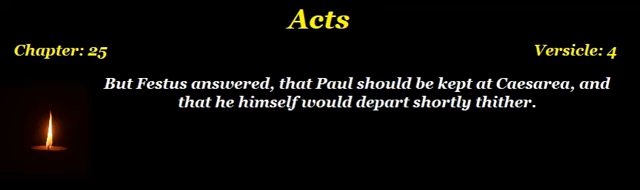 Acts
Chapter: 25 Versicle: 4
But Festus answered, that Paul should be kept at Caesarea, and
that he himself would depart shortly thither.